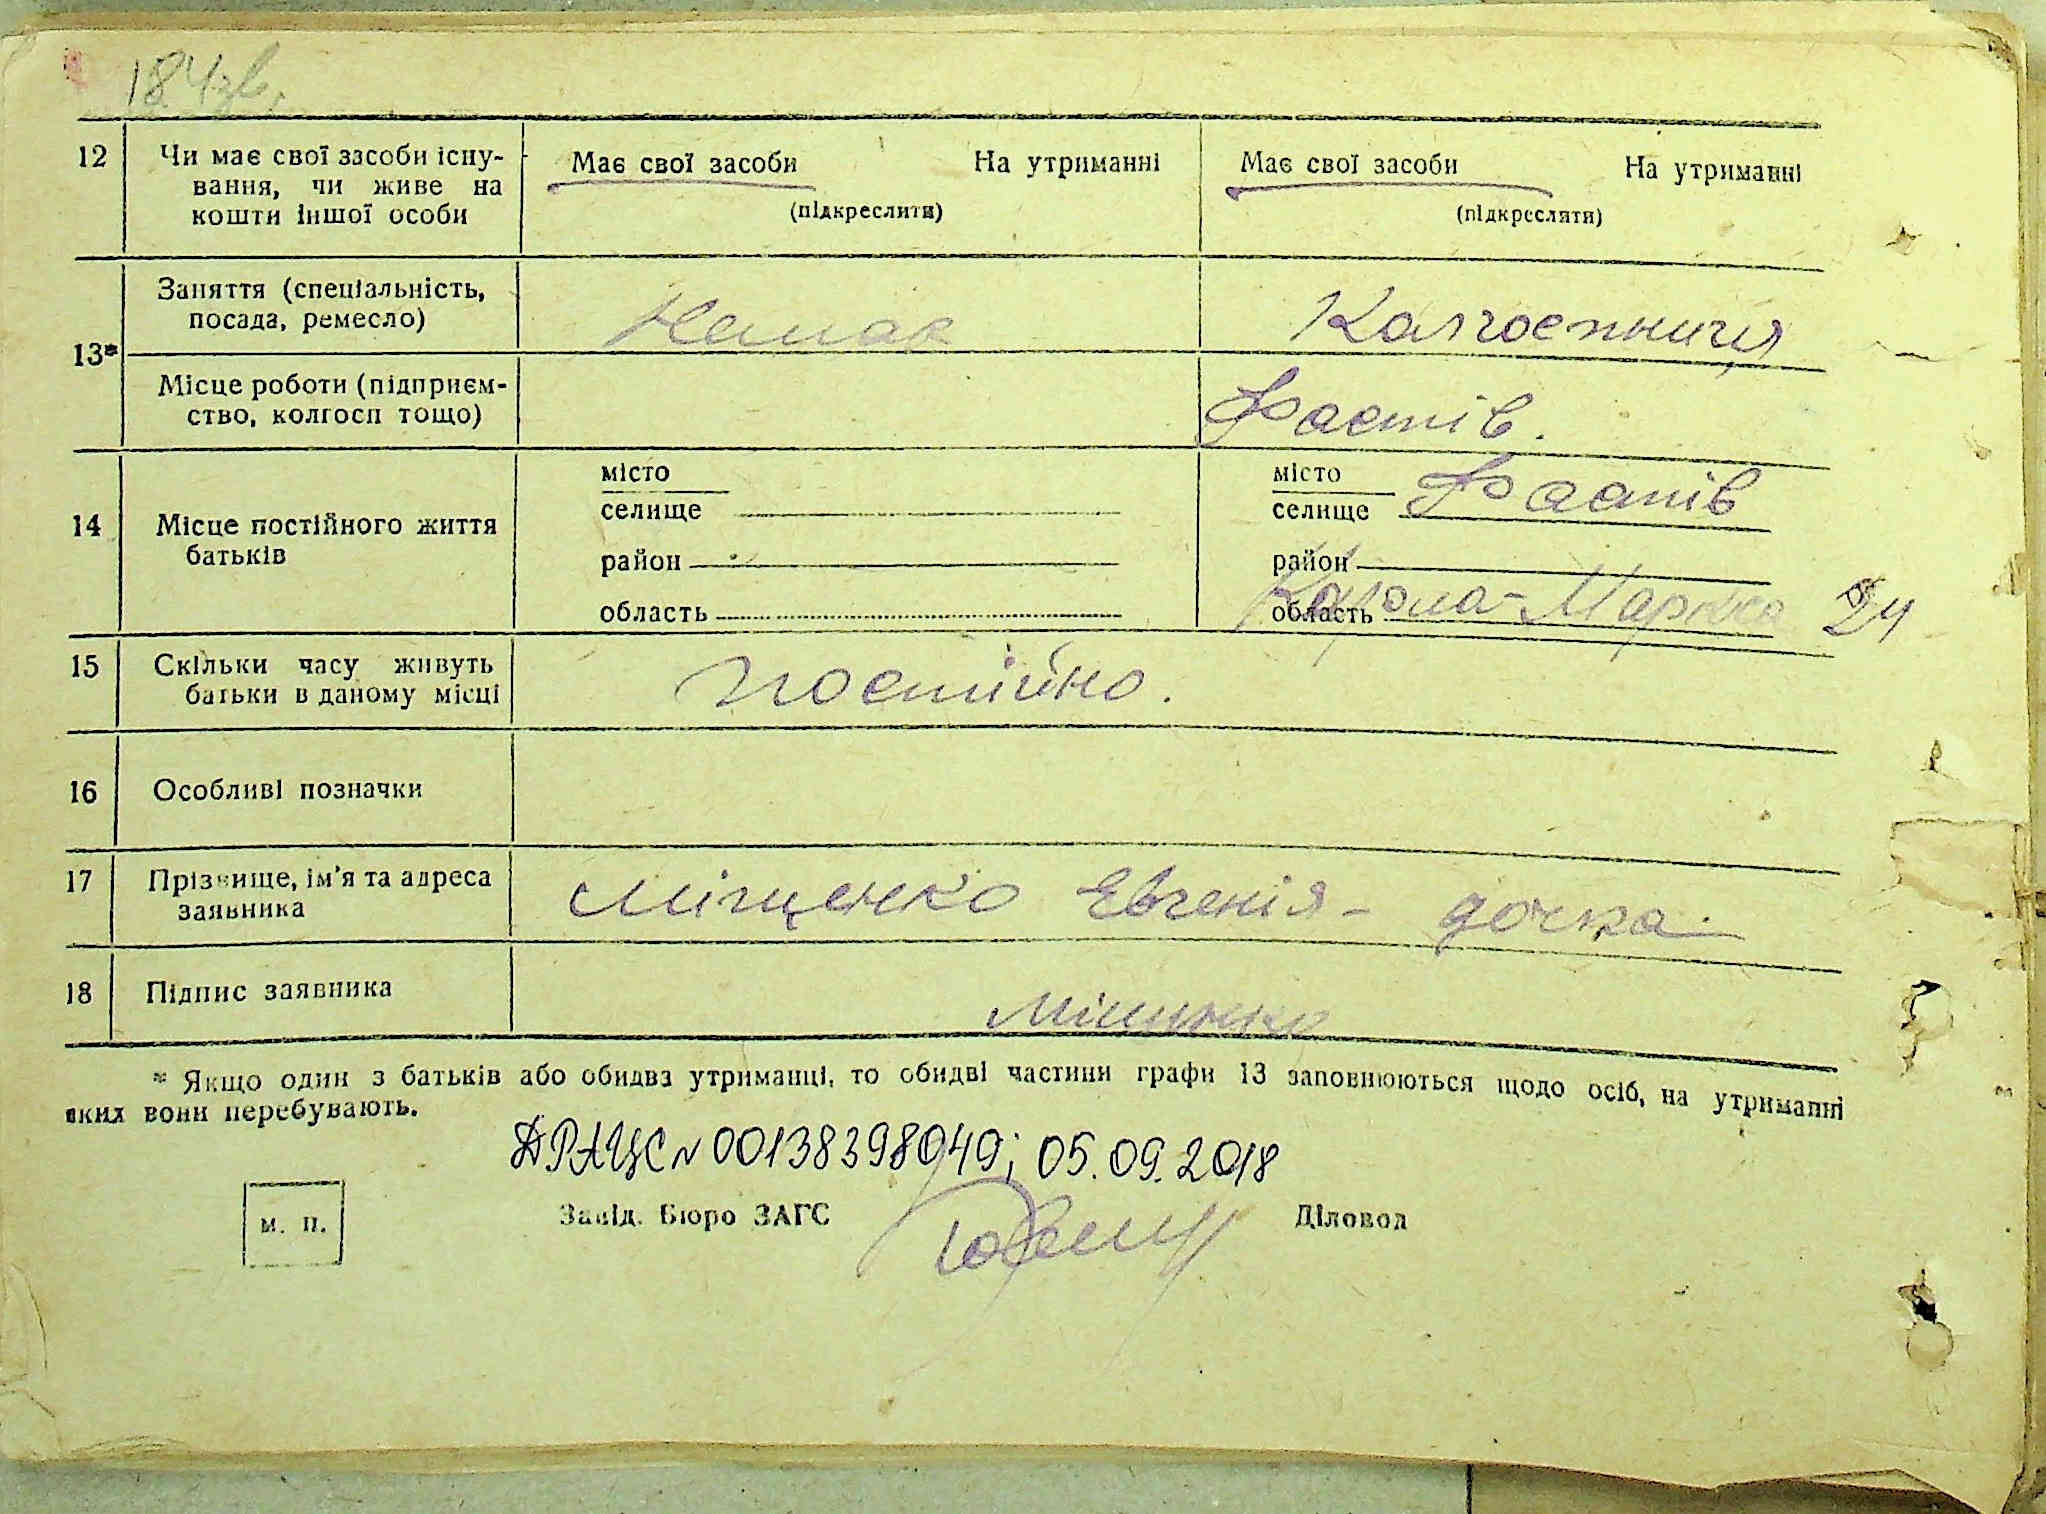 184зв.
12 Чи має свої засоби існу-
вання, чи живе на
кошти іншої особи
Має свої засоби На утриманні
(підкреслити)
Має свої засоби На утриманні
(підкреслити)
13* Заняття (спеціальність,
посада, ремесло)
Немає
Колгоспниця
Місце роботи (підприєм-
ство, колгосп тощо)
Фастів.
14 Місце постійного життя
батьків
місто
селище
район
область
місто
селище Фастів
район
область Карла-Маркса 24
15 Скільки часу живуть
батьки в даному місці
постійно.
16 Особливі позначки
17 Прізвище, ім'я та адреса
заявника
Міщенко Євгенія - дочка.
18 Підпис заявника
Міщенко
* Якщо один з батьків або обидва утриманці, то обидві частини графи 13 заповнюються щодо осіб, на утриманні
яких вони перебувають.
ДРАЦС № 00138398949; 05.09.2018
м. п.
Завід. Бюро ЗАГС
Діловод